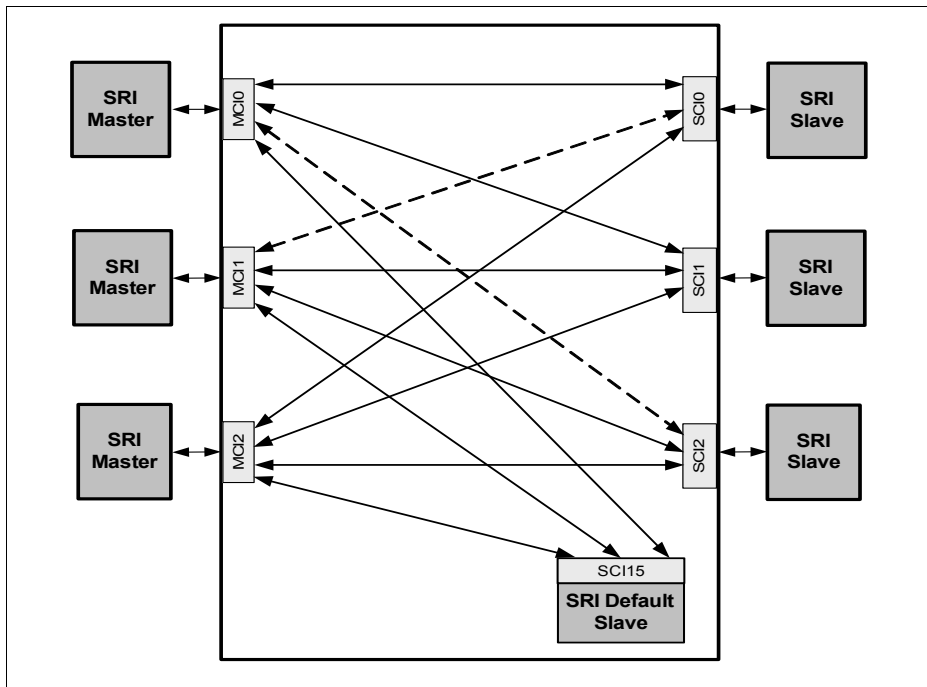 SRI
Master
MCI0
SCI0
SRI
Slave
SRI
Master
MCI1
SCI1
SRI
Slave
SRI
Master
MCI2
SCI2
SRI
Slave
SCI15
SRI Default
Slave